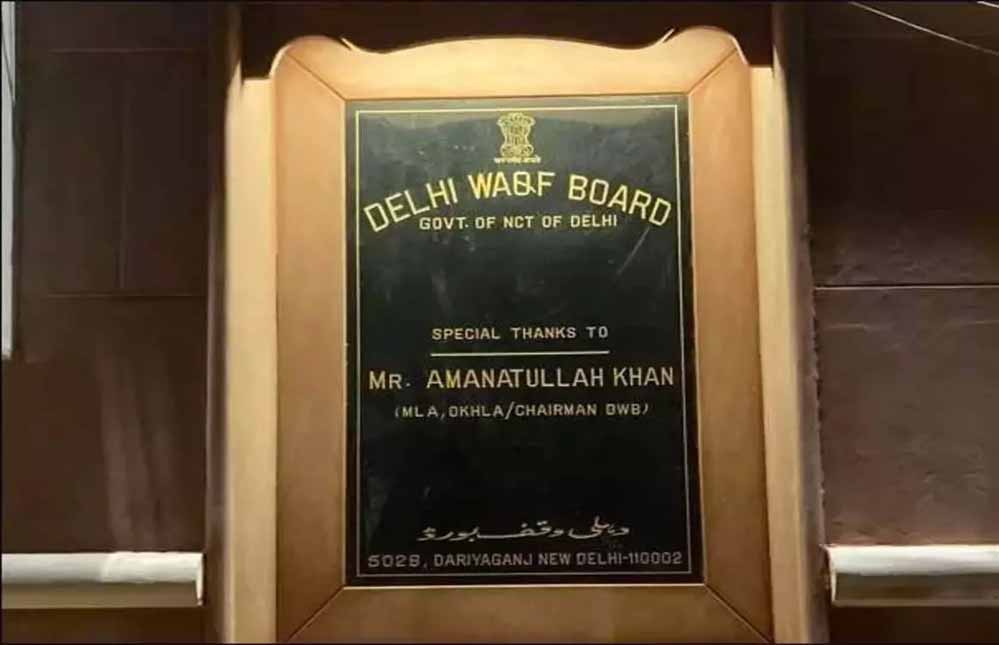 DELHI WAQF BOARD
GOVT. OF NCT OF DELHI
SPECIAL THANKS TO
MR. AMANATULLAH KHAN
(MLA, OKHLA/CHAIRMAN DWB)
دہلی وقف بورڈ
5028, DARIYAGANJ NEW DELHI-110002